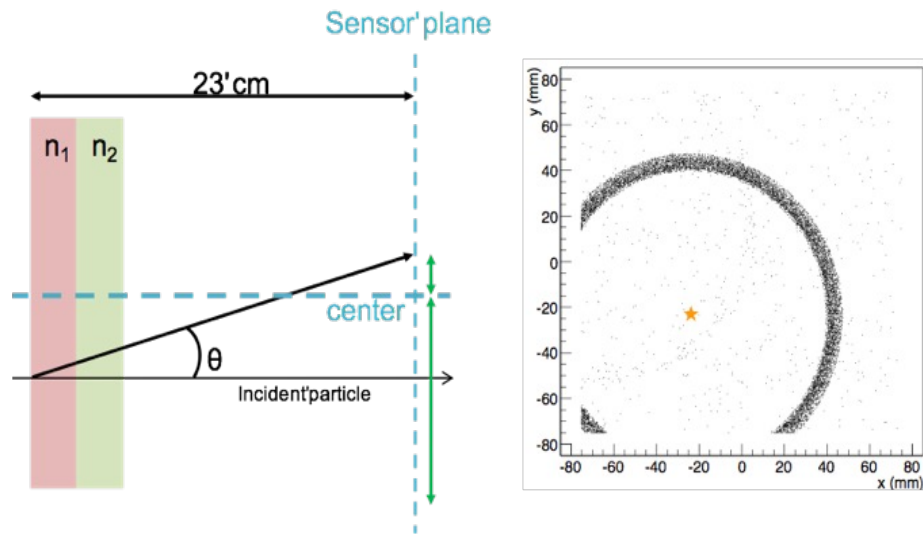 Sensor'plane
23'cm
n₁ n₂
center
θ
Incident'particle
y (mm)
80
60
40
20
0
-20
-40
-60
-80
-80 -60 -40 -20 0 20 40 60 80
x (mm)